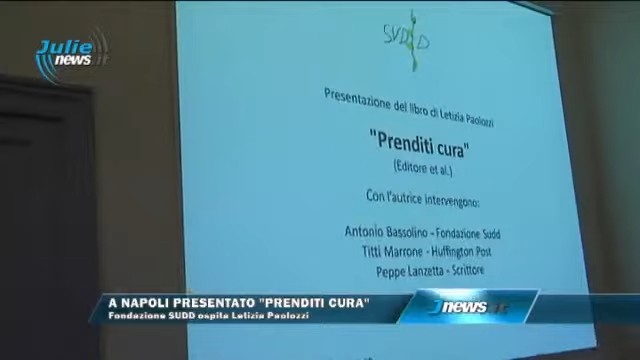 Julie
news.it
SUDD
Presentazione del libro di Letizia Paolozzi
"Prenditi cura"
(Editore et al.)
Con l'autrice intervengono:
Antonio Bassolino - Fondazione Sudd
Titti Marrone - Huffington Post
Peppe Lanzetta - Scrittore
A NAPOLI PRESENTATO "PRENDITI CURA"
Fondazione SUDD ospita Letizia Paolozzi
Jnews.it